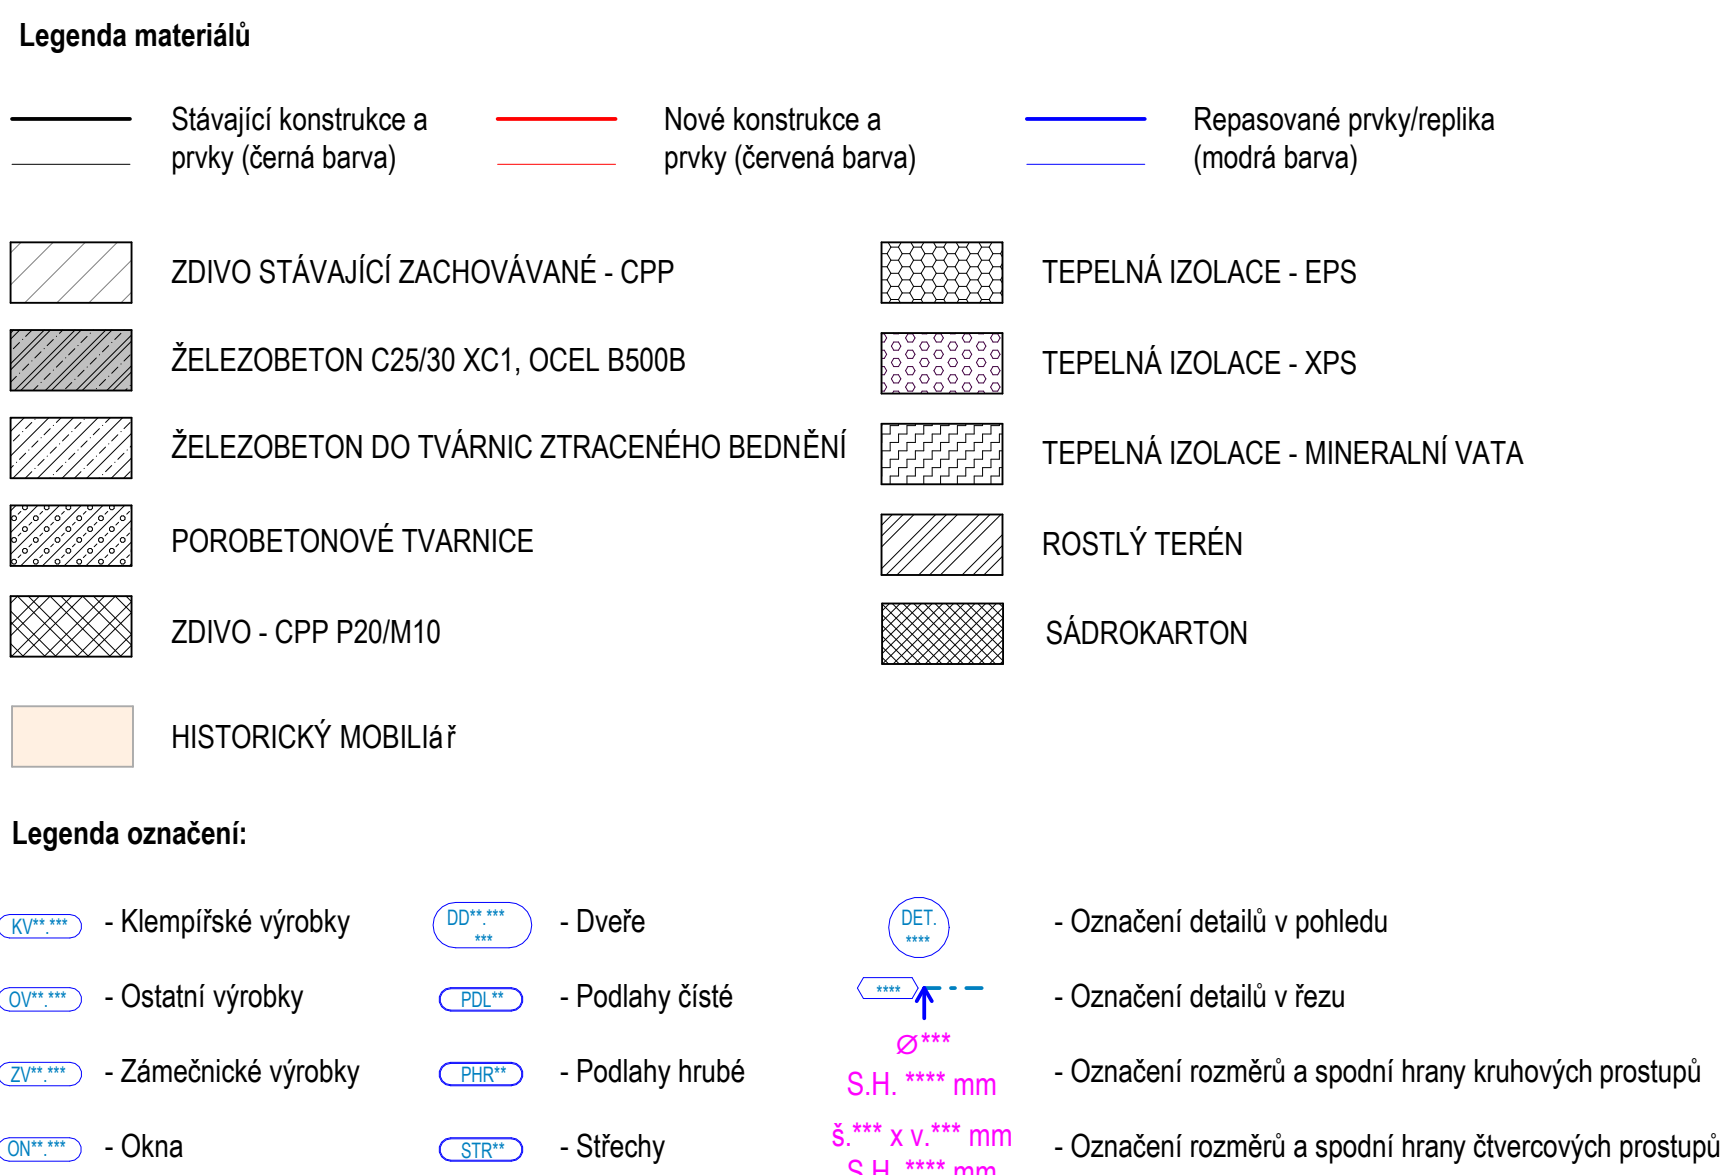 Legenda materiálů
Stávající konstrukce a
prvky (černá barva)
Nové konstrukce a
prvky (červená barva)
Repasované prvky/replika
(modrá barva)
ZDIVO STÁVAJÍCÍ ZACHOVÁVANÉ - CPP
TEPELNÁ IZOLACE - EPS
ŽELEZOBETON C25/30 XC1, OCEL B500B
TEPELNÁ IZOLACE - XPS
ŽELEZOBETON DO TVÁRNIC ZTRACENÉHO BEDNĚNÍ
TEPELNÁ IZOLACE - MINERALNÍ VATA
POROBETONOVÉ TVARNICE
ROSTLÝ TERÉN
ZDIVO - CPP P20/M10
SÁDROKARTON
HISTORICKÝ MOBILIář
Legenda označení:
KV**.*** - Klempířské výrobky
DD**.***
***
- Dveře
DET.
****
- Označení detailů v pohledu
OV**.*** - Ostatní výrobky
PDL** - Podlahy čísté
**** - Označení detailů v řezu
ZV**.*** - Zámečnické výrobky
PHR** - Podlahy hrubé
⌀***
S.H. **** mm
- Označení rozměrů a spodní hrany kruhových prostupů
ON**.*** - Okna
STR** - Střechy
š.*** x v.*** mm
S.H. **** mm
- Označení rozměrů a spodní hrany čtvercových prostupů